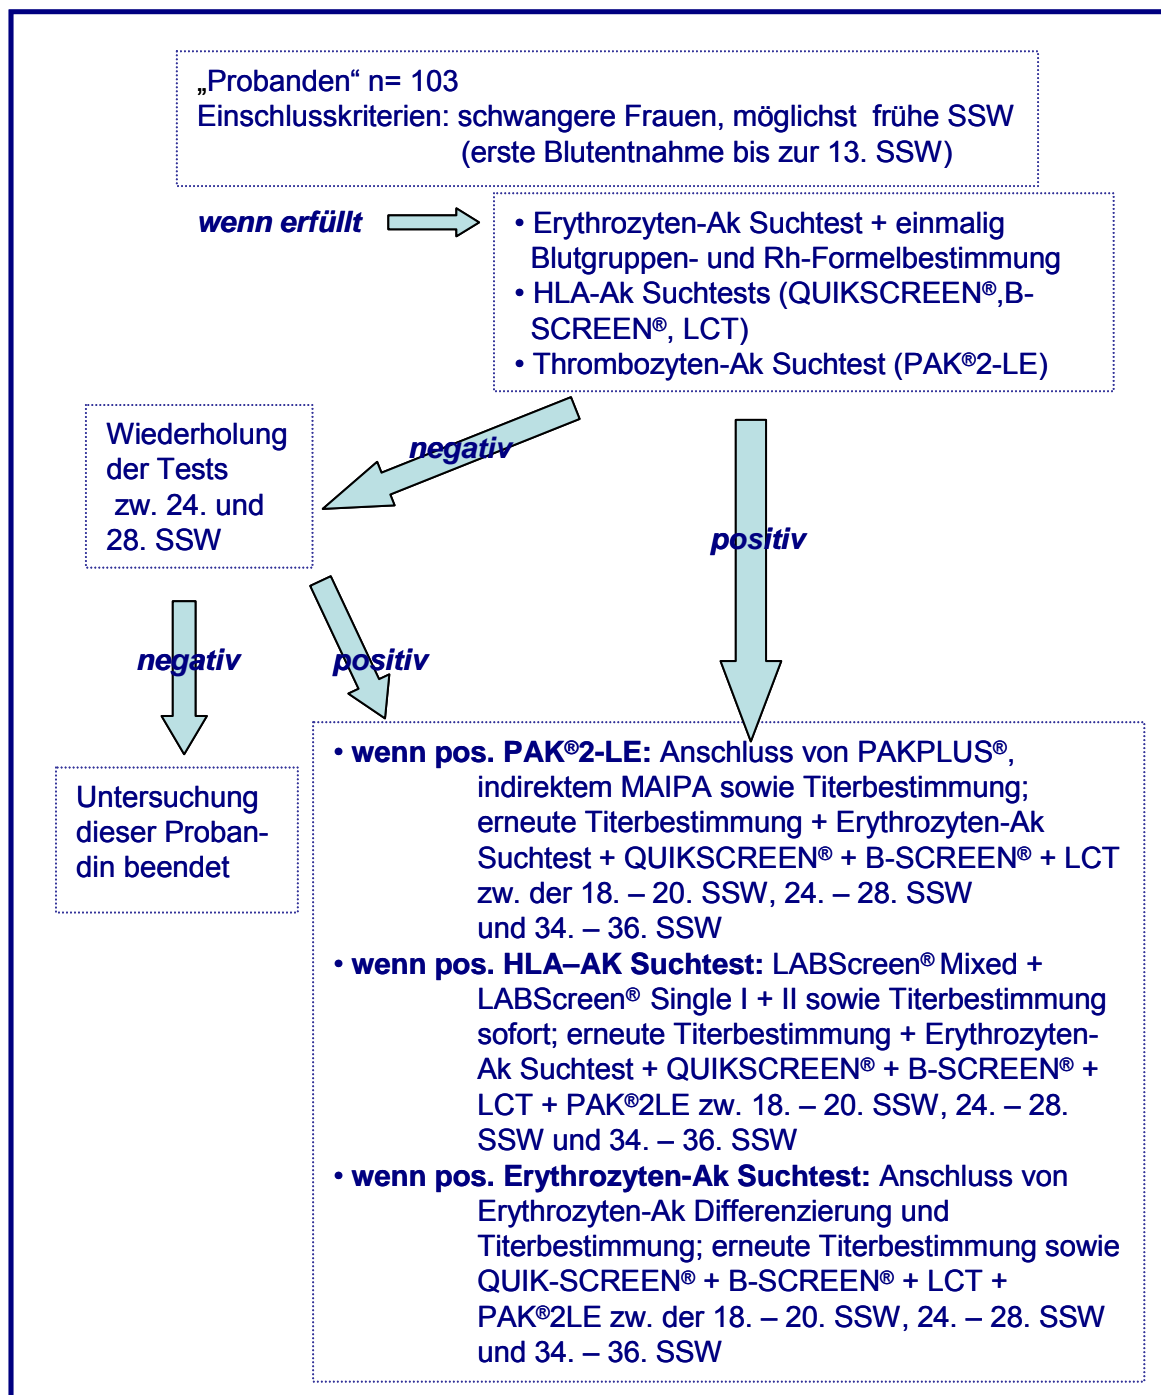 „Probanden“ n= 103
Einschlusskriterien: schwangere Frauen, möglichst frühe SSW
(erste Blutentnahme bis zur 13. SSW)
wenn erfüllt
• Erythrozyten-Ak Suchtest + einmalig
Blutgruppen- und Rh-Formelbestimmung
• HLA-Ak Suchtests (QUIKSCREEN®,B-
SCREEN®, LCT)
• Thrombozyten-Ak Suchtest (PAK®2-LE)
negativ
Wiederholung
der Tests
zw. 24. und
28. SSW
positiv
negativ
positiv
Untersuchung
dieser Proban-
din beendet
• wenn pos. PAK®2-LE: Anschluss von PAKPLUS®,
indirektem MAIPA sowie Titerbestimmung;
erneute Titerbestimmung + Erythrozyten-Ak
Suchtest + QUIKSCREEN® + B-SCREEN® + LCT
zw. der 18. – 20. SSW, 24. – 28. SSW
und 34. – 36. SSW
• wenn pos. HLA–AK Suchtest: LABScreen® Mixed +
LABScreen® Single I + II sowie Titerbestimmung
sofort; erneute Titerbestimmung + Erythrozyten-
Ak Suchtest + QUIKSCREEN® + B-SCREEN® +
LCT + PAK®2LE zw. 18. – 20. SSW, 24. – 28.
SSW und 34. – 36. SSW
• wenn pos. Erythrozyten-Ak Suchtest: Anschluss von
Erythrozyten-Ak Differenzierung und
Titerbestimmung; erneute Titerbestimmung sowie
QUIK-SCREEN® + B-SCREEN® + LCT +
PAK®2LE zw. der 18. – 20. SSW, 24. – 28. SSW
und 34. – 36. SSW